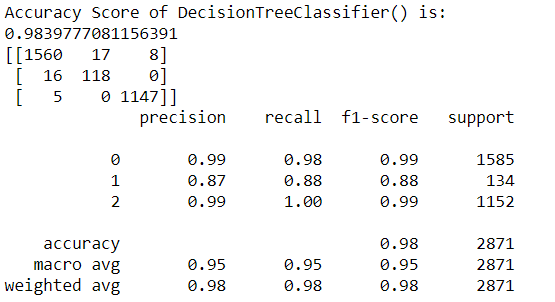 Accuracy Score of DecisionTreeClassifier() is:
0.9839777081156391
[[1560   17    8]
 [  16  118    0]
 [   5    0 1147]]
              precision    recall  f1-score   support

           0       0.99      0.98      0.99      1585
           1       0.87      0.88      0.88       134
           2       0.99      1.00      0.99      1152

    accuracy                           0.98      2871
   macro avg       0.95      0.95      0.95      2871
weighted avg       0.98      0.98      0.98      2871